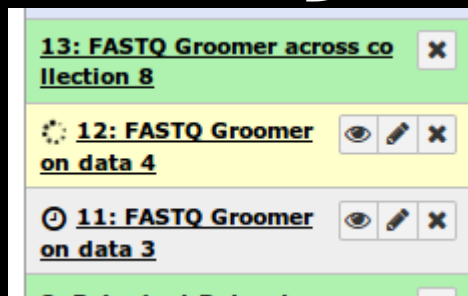 13: FASTQ Groomer across co
llection 8
12: FASTQ Groomer
on data 4
11: FASTQ Groomer
on data 3